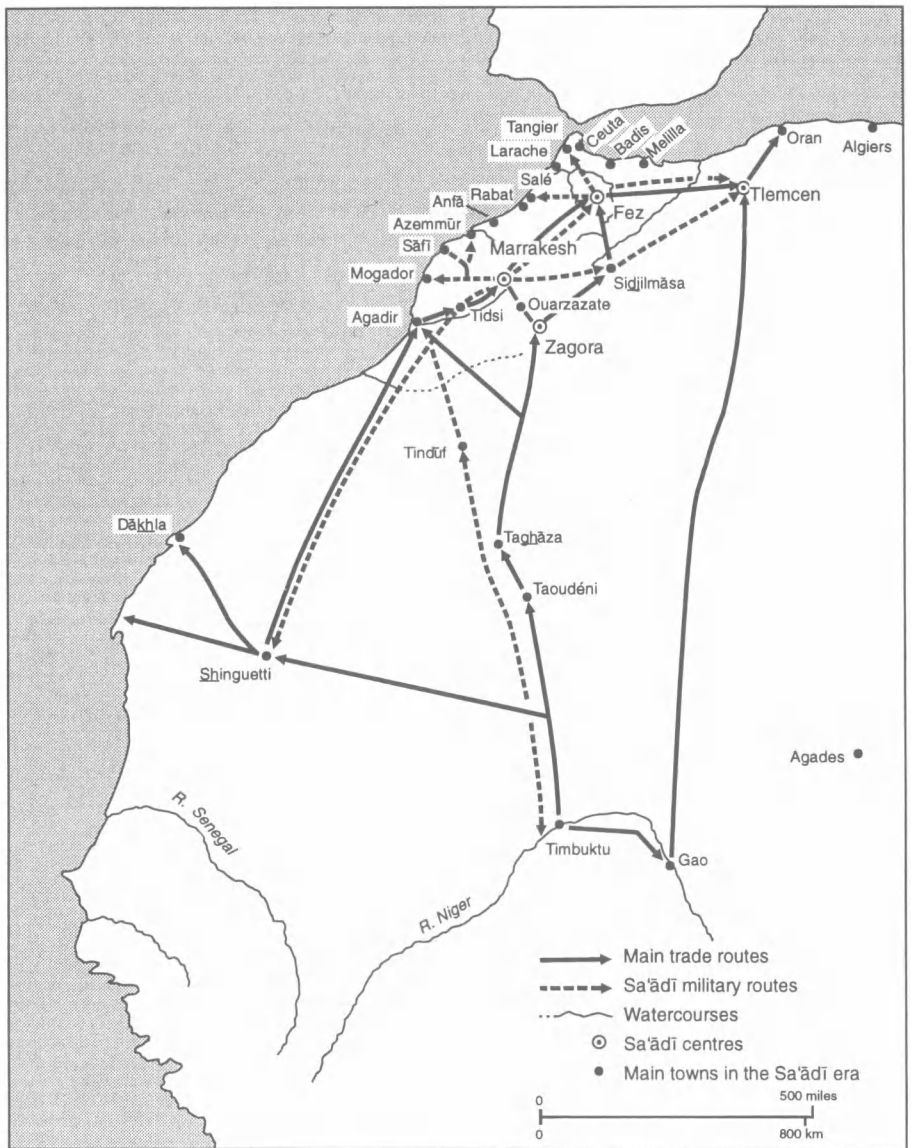 Tangier
Ceuta
Badis
Melilla
Oran
Algiers
Larache
Salé
Rabat
Fez
Tlemcen
Anfā
Azemmūr
Sāfī
Marrakesh
Mogador
Sidjilmāsa
Agadir
Tidsi
Ouarzazate
Zagora
Tindūf
Dākhla
Taghāza
Taoudéni
Shinguetti
Agades
R. Senegal
Timbuktu
Gao
R. Niger
Main trade routes
Sa'ādī military routes
Watercourses
Sa'ādī centres
Main towns in the Sa'ādī era
0 500 miles
0 800 km